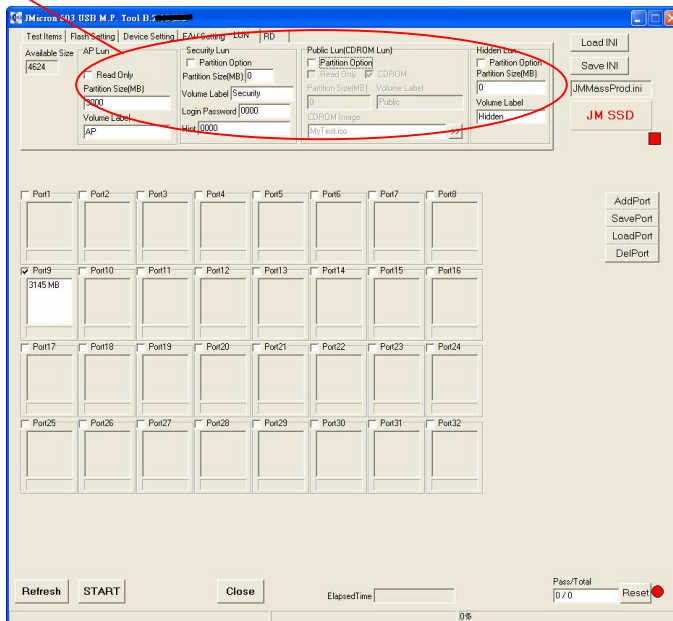 JMicron 603 USB M.P. Tool
Test Items Flash Setting Device Setting EAV Setting LUN RD
Available Size
4624
AP Lun
Read Only
Partition Size(MB)
3000
Volume Label
AP
Security Lun
Partition Option
Partition Size(MB) 0
Volume Label Security
Login Password 0000
Hint 0000
Public Lun(CDROM Lun)
Partition Option
Read Only CDROM
Partition Size(MB) Volume Label
0 Public
CDROM Image
MyTest.iso >>
Hidden Lun
Partition Option
Partition Size(MB)
0
Volume Label
Hidden
Load INI
Save INI
JMMassProd.ini
JM SSD
Port1 Port2 Port3 Port4 Port5 Port6 Port7 Port8
AddPort
SavePort
LoadPort
DelPort
Port9 Port10 Port11 Port12 Port13 Port14 Port15 Port16
3145 MB
Port17 Port18 Port19 Port20 Port21 Port22 Port23 Port24
Port25 Port26 Port27 Port28 Port29 Port30 Port31 Port32
Refresh START Close ElapsedTime
Pass/Total
0 / 0 Reset
0%